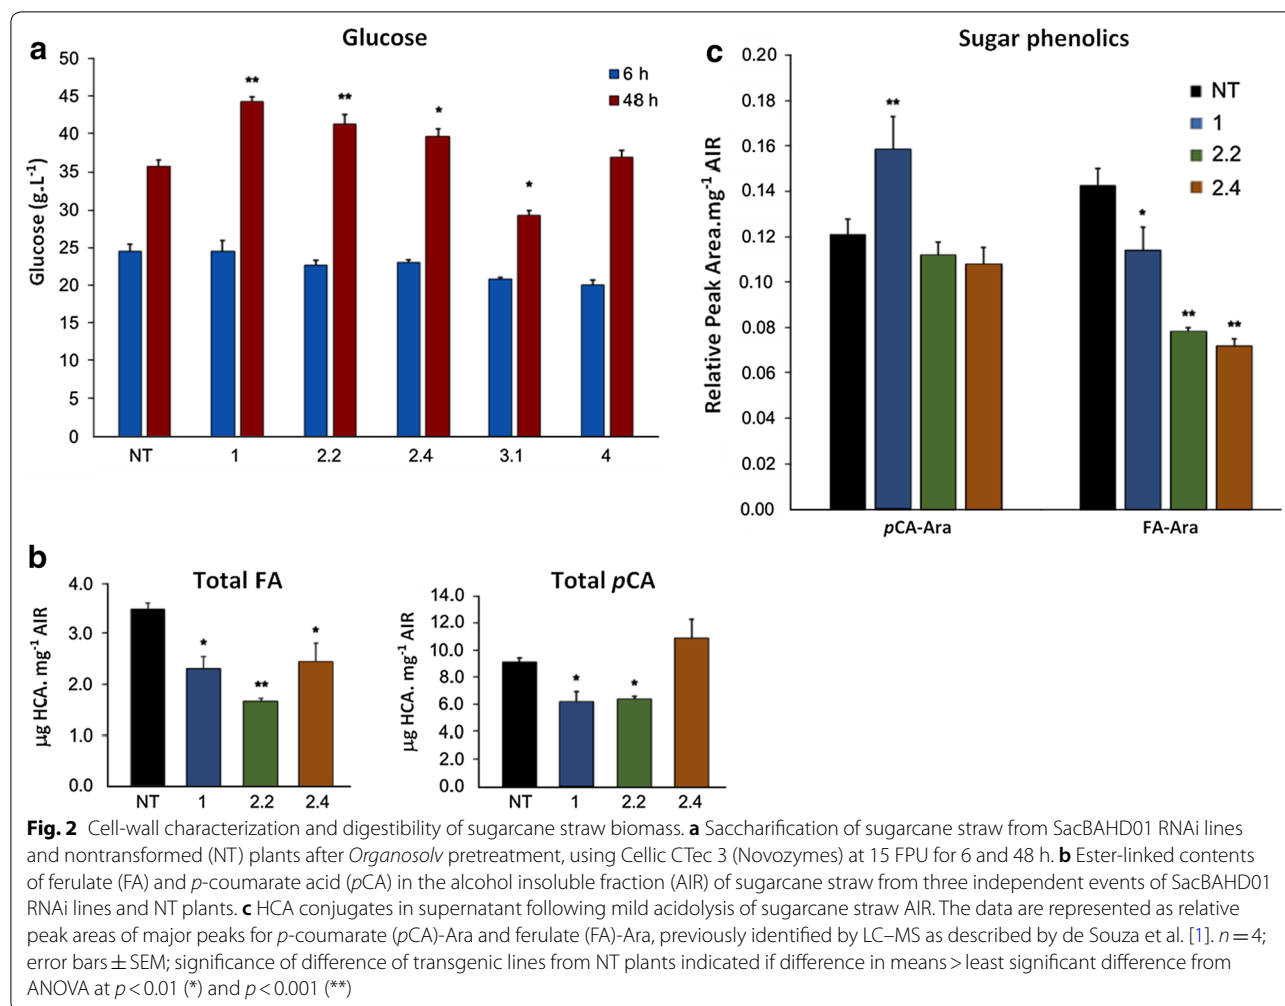 a
Glucose
50
45
40
35
30
25
20
15
10
5
0
Glucose (g.L⁻¹)
6 h
48 h
**
**
*
*
NT 1 2.2 2.4 3.1 4
c
Sugar phenolics
0.20
0.18
0.16
0.14
0.12
0.10
0.08
0.06
0.04
0.02
0.00
Relative Peak Area.mg⁻¹ AIR
NT
1
2.2
2.4
**
*
**
**
pCA-Ara FA-Ara
b
Total FA
4.0
3.0
2.0
1.0
0.0
µg HCA. mg⁻¹ AIR
*
**
*
NT 1 2.2 2.4
Total pCA
14.0
12.0
10.0
8.0
6.0
4.0
2.0
0.0
µg HCA. mg⁻¹ AIR
*
*
NT 1 2.2 2.4
Fig. 2 Cell-wall characterization and digestibility of sugarcane straw biomass. a Saccharification of sugarcane straw from SacBAHD01 RNAi lines
and nontransformed (NT) plants after Organosolv pretreatment, using Cellic CTec 3 (Novozymes) at 15 FPU for 6 and 48 h. b Ester-linked contents
of ferulate (FA) and p-coumarate acid (pCA) in the alcohol insoluble fraction (AIR) of sugarcane straw from three independent events of SacBAHD01
RNAi lines and NT plants. c HCA conjugates in supernatant following mild acidolysis of sugarcane straw AIR. The data are represented as relative
peak areas of major peaks for p-coumarate (pCA)-Ara and ferulate (FA)-Ara, previously identified by LC–MS as described by de Souza et al. [1]. n = 4;
error bars ± SEM; significance of difference of transgenic lines from NT plants indicated if difference in means > least significant difference from
ANOVA at p < 0.01 (*) and p < 0.001 (**)